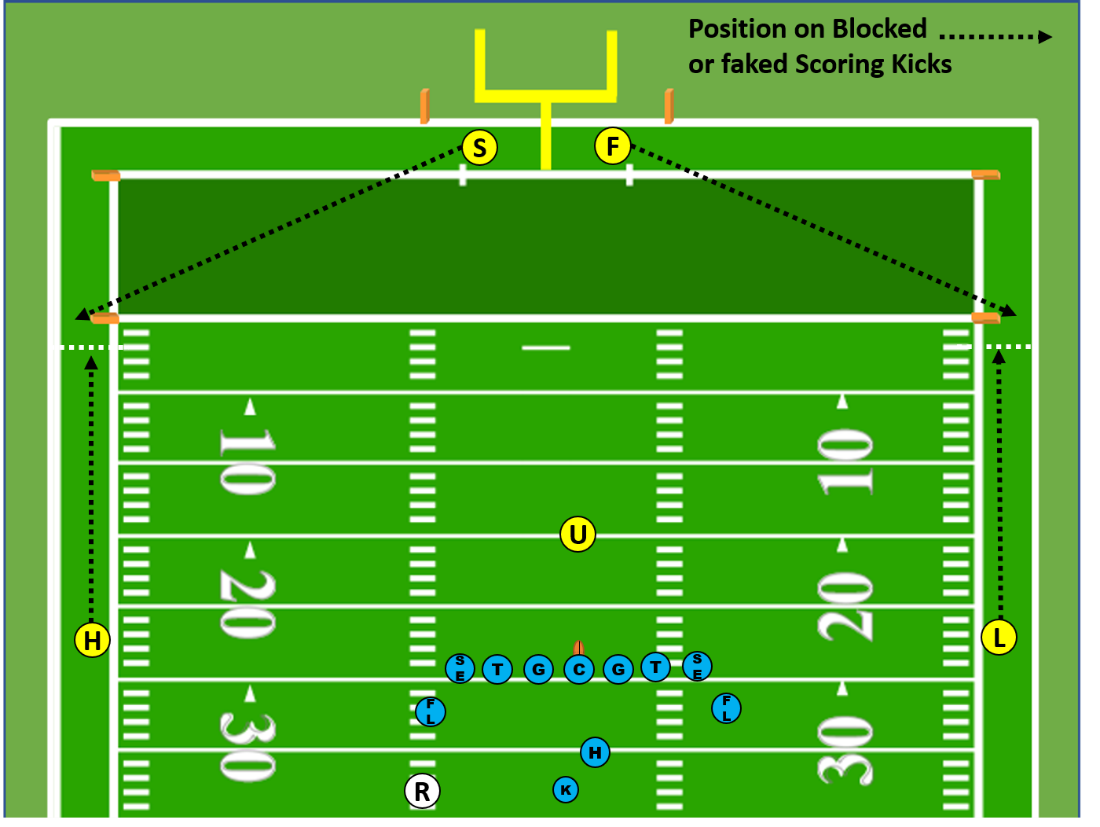 Position on Blocked
or faked Scoring Kicks
S F
10 10
U
20 20
H L
S
E T G C G T S
E
F
L F
L
30 30
H
R K